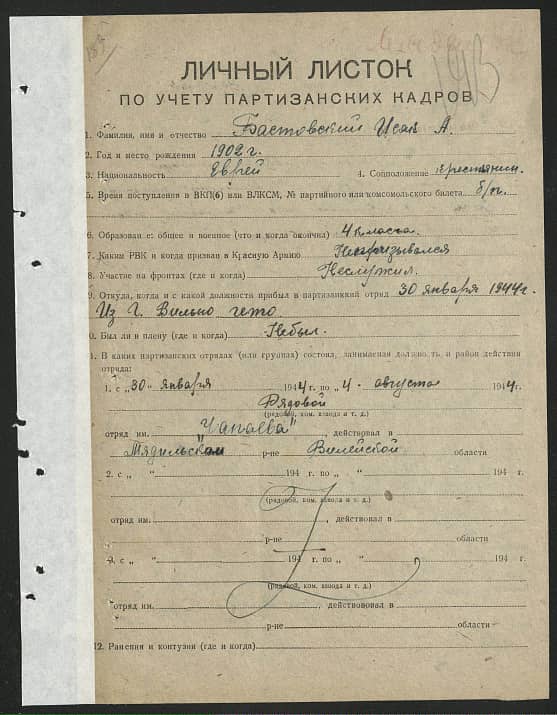 189
193
ЛИЧНЫЙ ЛИСТОК
ПО УЧЕТУ ПАРТИЗАНСКИХ КАДРОВ
1. Фамилия, имя и отчество Бастовский Исак А.
2. Год и место рождения 1902 г.
3. Национальность Еврей 4. Соцположение крестьянин.
5. Время поступления в ВКП(б) или ВЛКСМ, № партийного или комсомольского билета б/п.
6. Образован с: общее и военное (что и когда окончил) 4 класса.
7. Каким РВК и когда призван в Красную Армию Непризывался
8. Участие на фронтах (где и когда) Неслужил.
9. Откуда, когда и с какой должности прибыл в партизанский отряд 30 января 1944 г.
Из г. Вильно гето.
0. Был ли в плену (где и когда) Небыл.
1. В каких партизанских отрядах (или группах) состоял, занимаемая должность и район действия
отряда:
1. с „30" января 1944 г. по „4" августа 1944 г.
Рядовой
(рядовой, ком. взвода и т. д.)
отряд им. Чапаева" действовал в
Мядильском р-не Вилейской области
2. с „ " 194 г. по „ " 194 г.
(рядовой, ком. взвода и т. д.)
отряд им. , действовал в
р-не области
3. с „ " 194 г. по „ " 194 г.
(рядовой, ком. взвода и т. д.)
отряд им. , действовал в
р-не области
12. Ранения и контузии (где и когда)